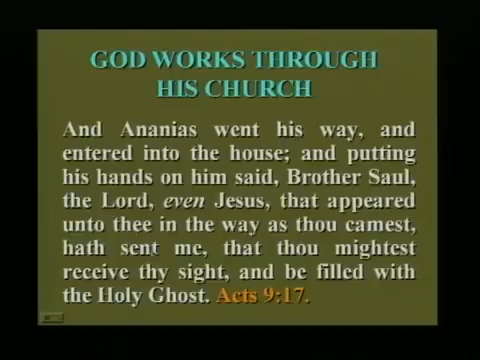 GOD WORKS THROUGH
HIS CHURCH
And Ananias went his way, and
entered into the house; and putting
his hands on him said, Brother Saul,
the Lord, even Jesus, that appeared
unto thee in the way as thou camest,
hath sent me, that thou mightest
receive thy sight, and be filled with
the Holy Ghost. Acts 9:17.